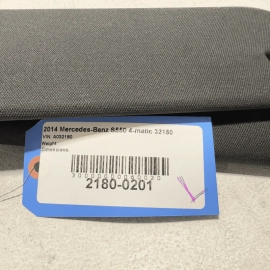 2014 Mercedes-Benz S550 4-matic 32180
VIN: A032180
Weight:
Dimensions:
2180-0201